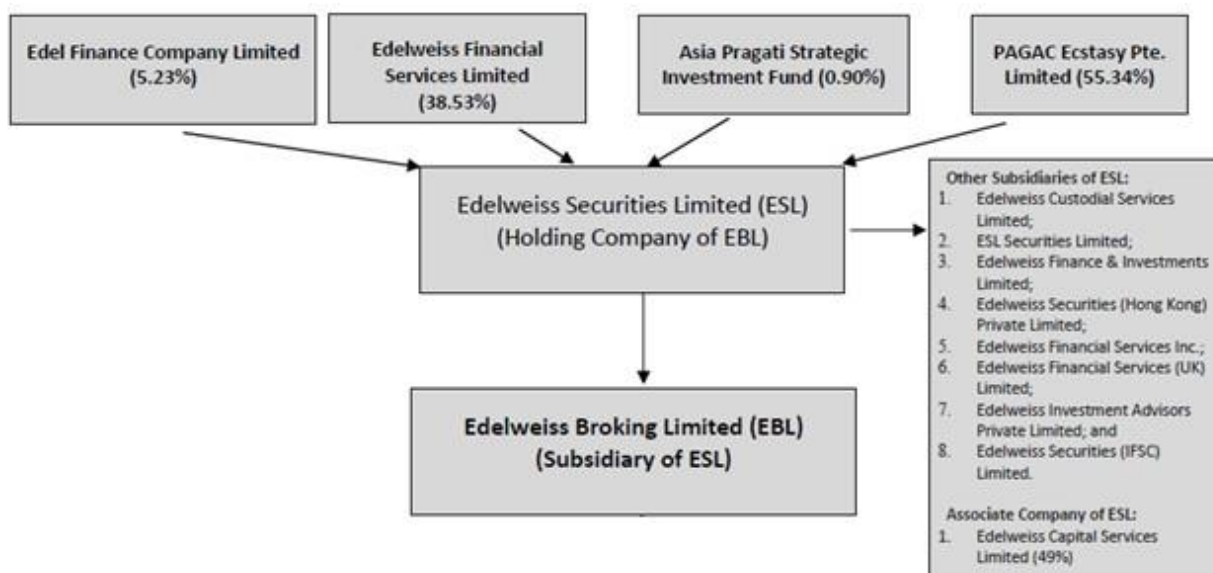 Edel Finance Company Limited
(5.23%)
Edelweiss Financial
Services Limited
(38.53%)
Asia Pragati Strategic
Investment Fund (0.90%)
PAGAC Ecstasy Pte.
Limited (55.34%)
Edelweiss Securities Limited (ESL)
(Holding Company of EBL)
Edelweiss Broking Limited (EBL)
(Subsidiary of ESL)
Other Subsidiaries of ESL:
1. Edelweiss Custodial Services
Limited;
2. ESL Securities Limited;
3. Edelweiss Finance & Investments
Limited;
4. Edelweiss Securities (Hong Kong)
Private Limited;
5. Edelweiss Financial Services Inc.;
6. Edelweiss Financial Services (UK)
Limited;
7. Edelweiss Investment Advisors
Private Limited; and
8. Edelweiss Securities (IFSC)
Limited.
Associate Company of ESL:
1. Edelweiss Capital Services
Limited (49%)